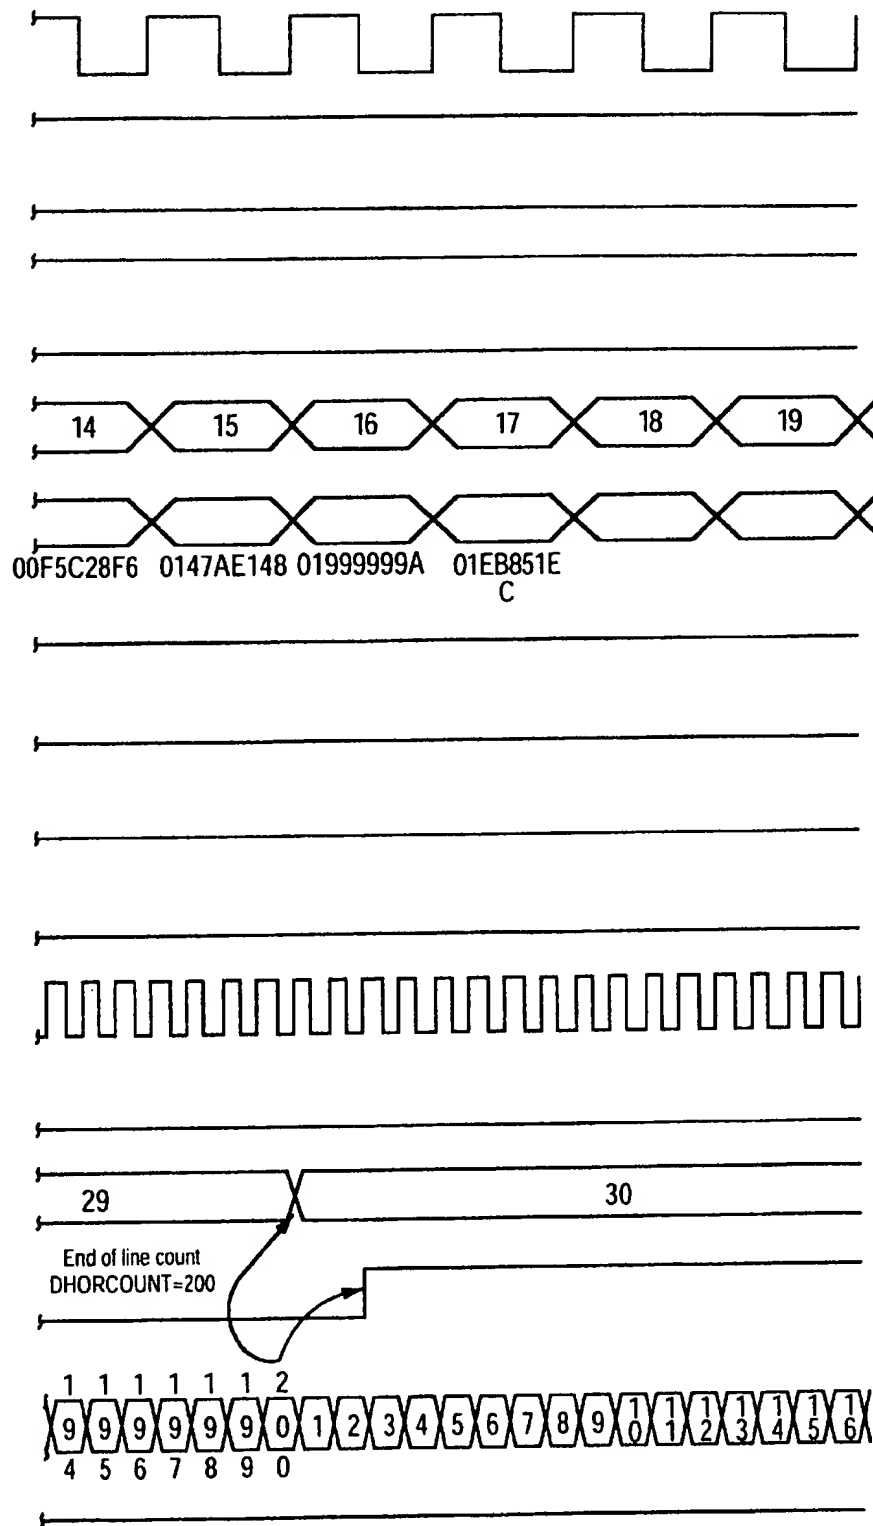 14 15 16 17 18 19
00F5C28F6 0147AE148 01999999A 01EB851E
C
29 30
End of line count
DHORCOUNT=200
1 1 1 1 1 1 2 1 1 1 1 1 1 1
9 9 9 9 9 9 0 1 2 3 4 5 6 7 8 9 0 1 2 3 4 5 6
4 5 6 7 8 9 0